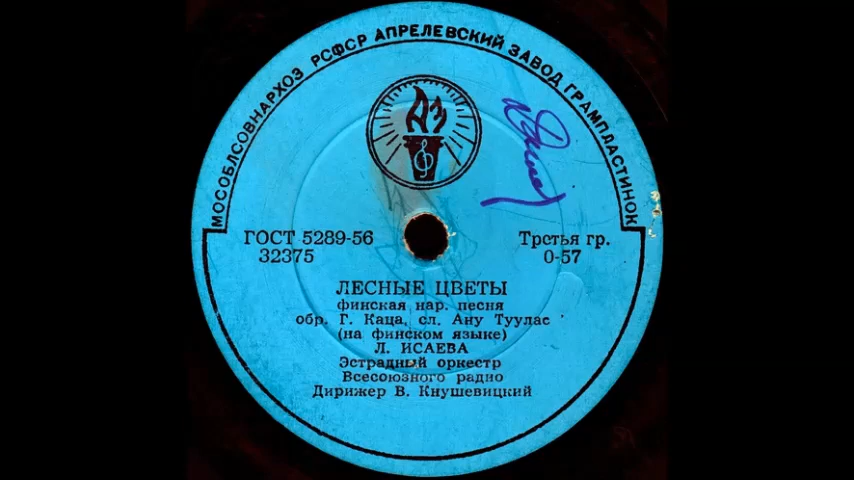 МОСОБЛСОВНАРХОЗ РСФСР АПРЕЛЕВСКИЙ ЗАВОД ГРАМПЛАСТИНОК
АЗ
ГОСТ 5289-56
32375
Третья гр.
0-57
ЛЕСНЫЕ ЦВЕТЫ
финская нар. песня
обр. Г. Каца, сл. Ану Туулас
(на финском языке)
Л. ИСАЕВА
Эстрадный оркестр
Всесоюзного радио
Дирижер В. Кнушевицкий